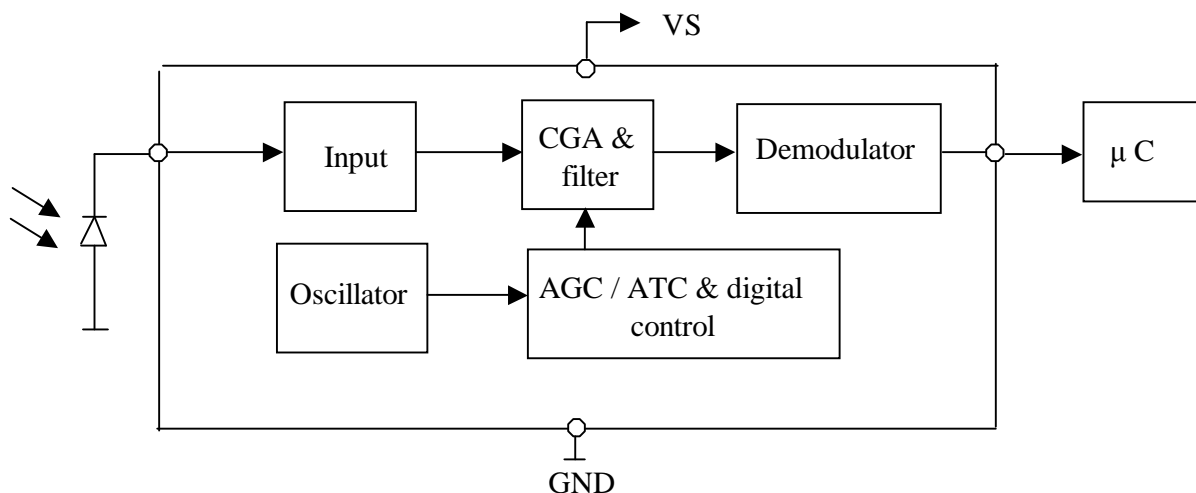 VS
Input
CGA &
filter
Demodulator
μ C
Oscillator
AGC / ATC & digital
control
GND